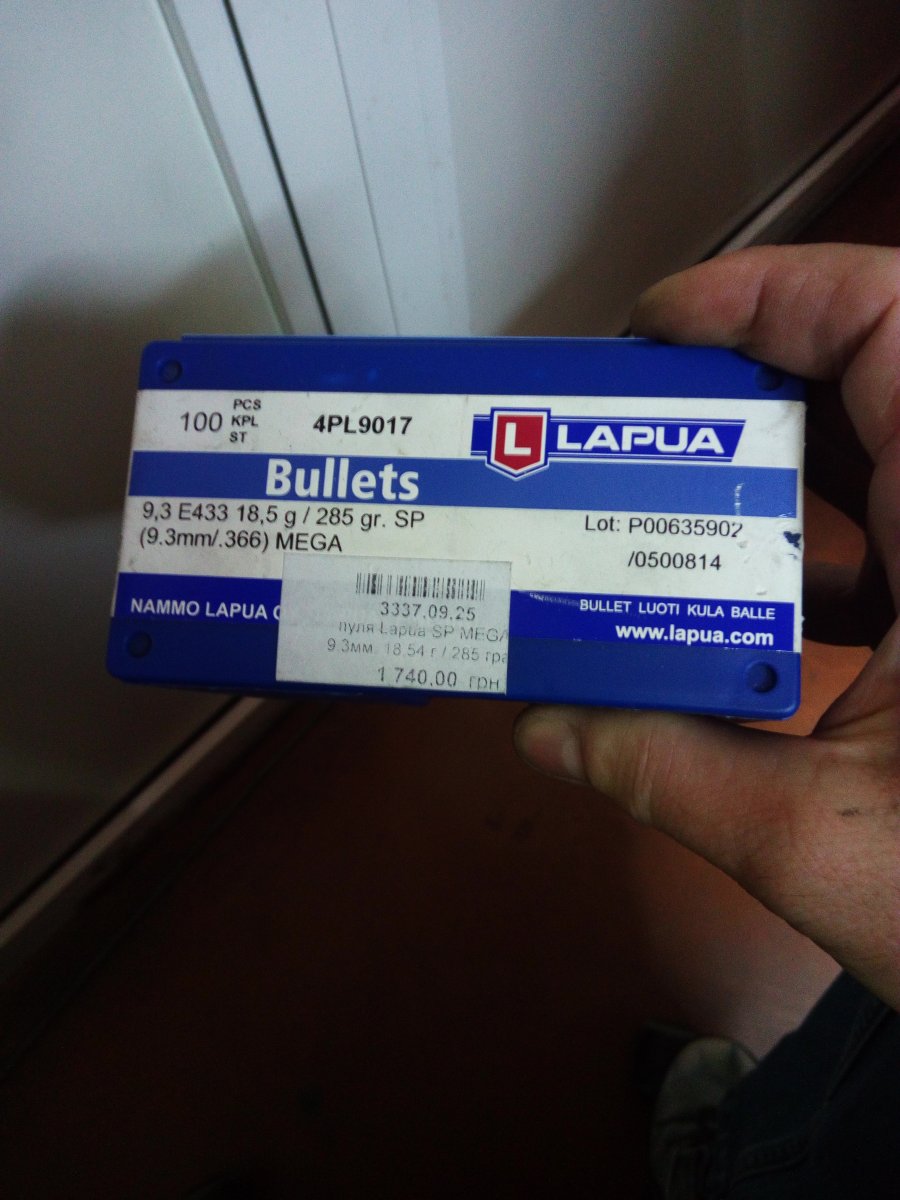 100 PCS
KPL
ST
4PL9017
L LAPUA
Bullets
9,3 E433 18,5 g / 285 gr. SP
(9.3mm/.366) MEGA
Lot: P00635902
/0500814
NAMMO LAPUA
BULLET LUOTI KULA BALLE
www.lapua.com
3337.09.25
пуля Lapua SP MEGA
9.3мм. 18.54 г / 285 гра
1 740,00 грн